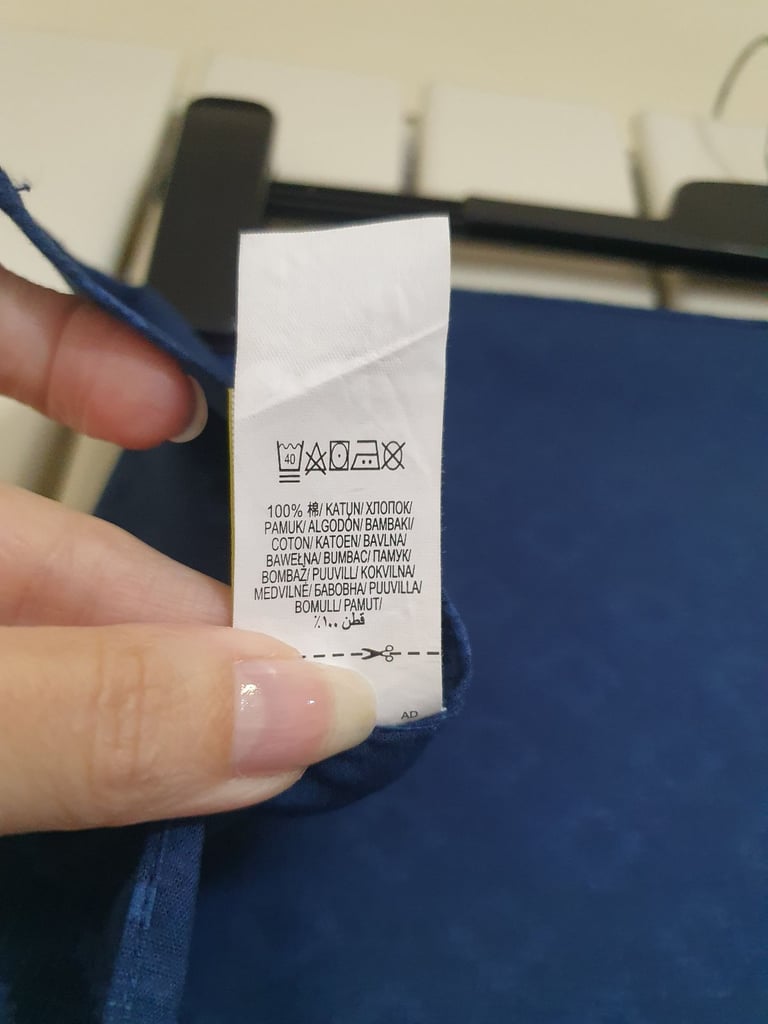 40
100% 棉/ KATUN/ ХЛОПОК/
PAMUK/ ALGODÓN/ BAMBAKI/
COTON/ KATOEN/ BAVLNA/
BAWEŁNA/ BUMBAC/ ПАМУК/
BOMBAŽ/ PUUVILL/ KOKVILNA/
MEDVILNĖ/ БАВОВНА/ PUUVILLA/
BOMULL/ PAMUT/
قطن ١٠٠٪
AD